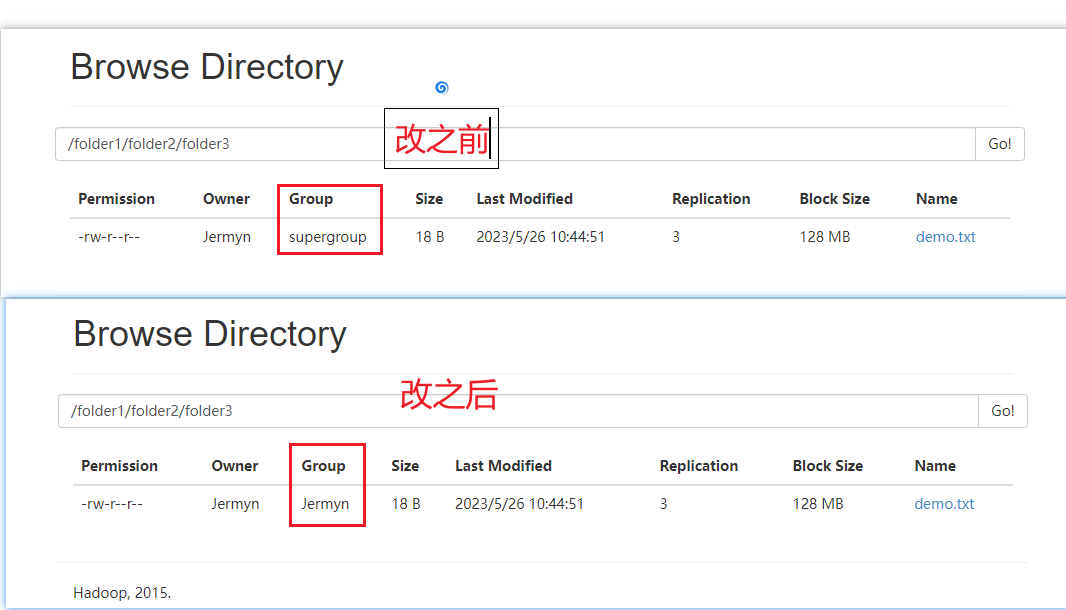 Browse Directory
改之前
/folder1/folder2/folder3 Go!
Permission Owner Group Size Last Modified Replication Block Size Name
-rw-r--r-- Jermyn supergroup 18 B 2023/5/26 10:44:51 3 128 MB demo.txt
Browse Directory
改之后
/folder1/folder2/folder3 Go!
Permission Owner Group Size Last Modified Replication Block Size Name
-rw-r--r-- Jermyn Jermyn 18 B 2023/5/26 10:44:51 3 128 MB demo.txt
Hadoop, 2015.